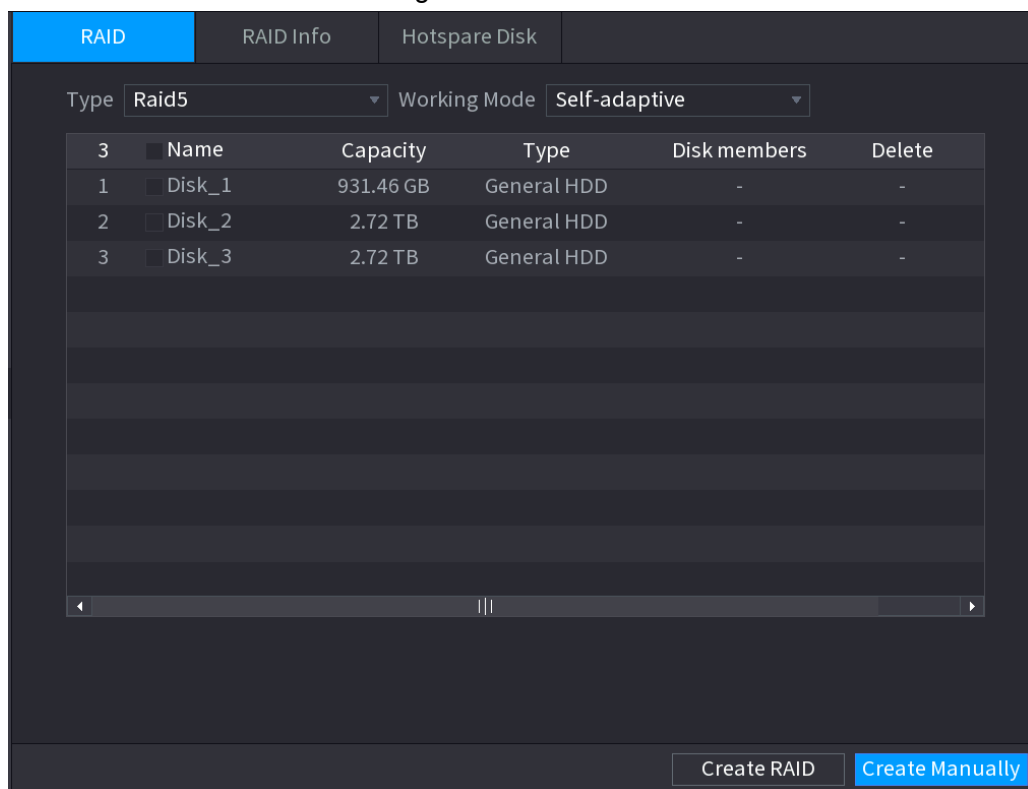 RAID RAID Info Hotspare Disk
Type Raid5 Working Mode Self-adaptive
3 Name Capacity Type Disk members Delete
1 Disk_1 931.46 GB General HDD - -
2 Disk_2 2.72 TB General HDD - -
3 Disk_3 2.72 TB General HDD - -
Create RAID Create Manually